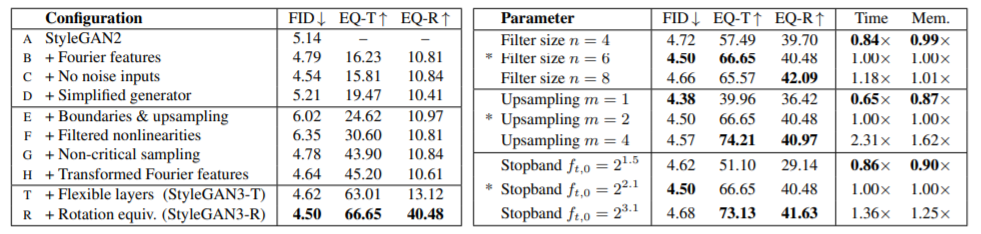 Configuration FID↓ EQ-T↑ EQ-R↑
A StyleGAN2 5.14 – –
B + Fourier features 4.79 16.23 10.81
C + No noise inputs 4.54 15.81 10.84
D + Simplified generator 5.21 19.47 10.41
E + Boundaries & upsampling 6.02 24.62 10.97
F + Filtered nonlinearities 6.35 30.60 10.81
G + Non-critical sampling 4.78 43.90 10.84
H + Transformed Fourier features 4.64 45.20 10.61
T + Flexible layers (StyleGAN3-T) 4.62 63.01 13.12
R + Rotation equiv. (StyleGAN3-R) 4.50 66.65 40.48
Parameter FID↓ EQ-T↑ EQ-R↑ Time Mem.
Filter size n = 4 4.72 57.49 39.70 0.84× 0.99×
* Filter size n = 6 4.50 66.65 40.48 1.00× 1.00×
Filter size n = 8 4.66 65.57 42.09 1.18× 1.01×
Upsampling m = 1 4.38 39.96 36.42 0.65× 0.87×
* Upsampling m = 2 4.50 66.65 40.48 1.00× 1.00×
Upsampling m = 4 4.57 74.21 40.97 2.31× 1.62×
Stopband f_{t,0} = 2^{1.5} 4.62 51.10 29.14 0.86× 0.90×
* Stopband f_{t,0} = 2^{2.1} 4.50 66.65 40.48 1.00× 1.00×
Stopband f_{t,0} = 2^{3.1} 4.68 73.13 41.63 1.36× 1.25×